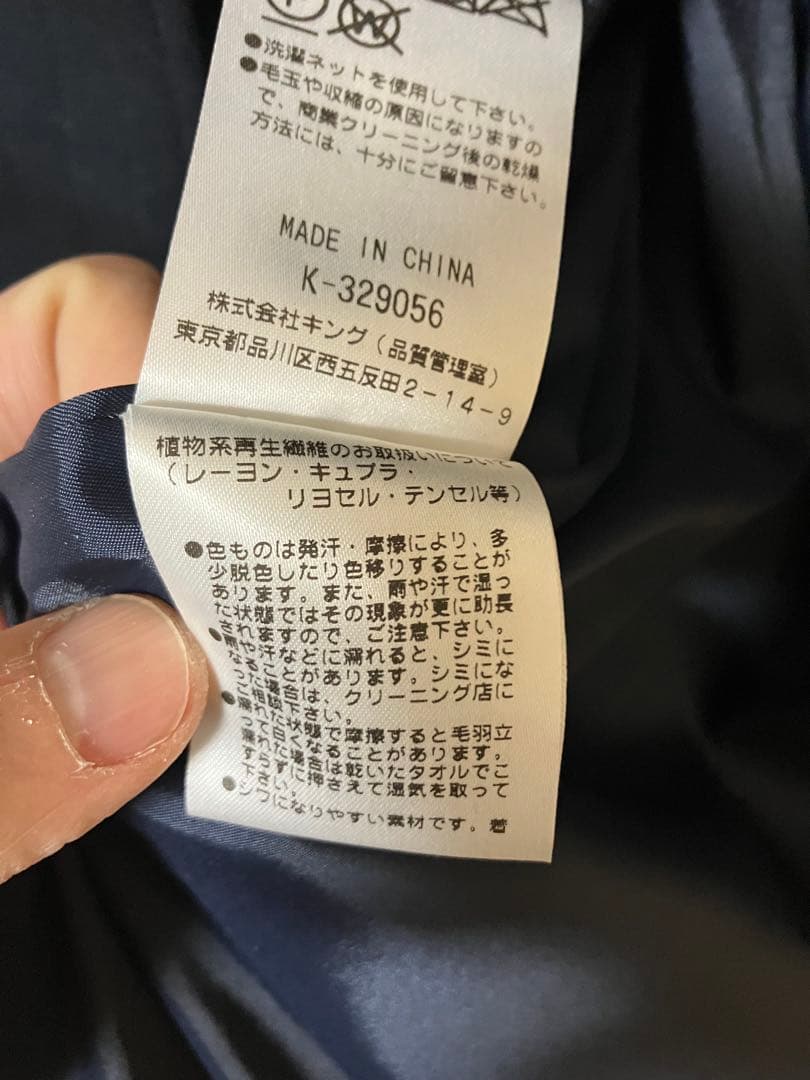 ●洗濯ネットを使用して下さい。
●毛玉や収縮の原因になりますの
で、商業クリーニング後の乾燥
方法には、十分にご留意下さい。
MADE IN CHINA
K-329056
株式会社キング(品質管理室)
東京都品川区西五反田2-14-9
植物系再生繊維のお取扱いについて
(レーヨン・キュプラ・
リヨセル・テンセル等)
●色ものは発汗・摩擦により、多
少脱色したり色移りすることが
あります。また、雨や汗で湿っ
た状態ではその現象が更に助長
されますので、ご注意下さい。
●雨や汗などに濡れると、シミに
なることがあります。シミにな
った場合は、クリーニング店に
ご相談下さい。
●濡れた状態で摩擦すると毛羽立
って白くなることがあります。
濡れた場合は乾いたタオルでこ
すらずに押さえて湿気を取って
下さい。
●シワになりやすい素材です。着